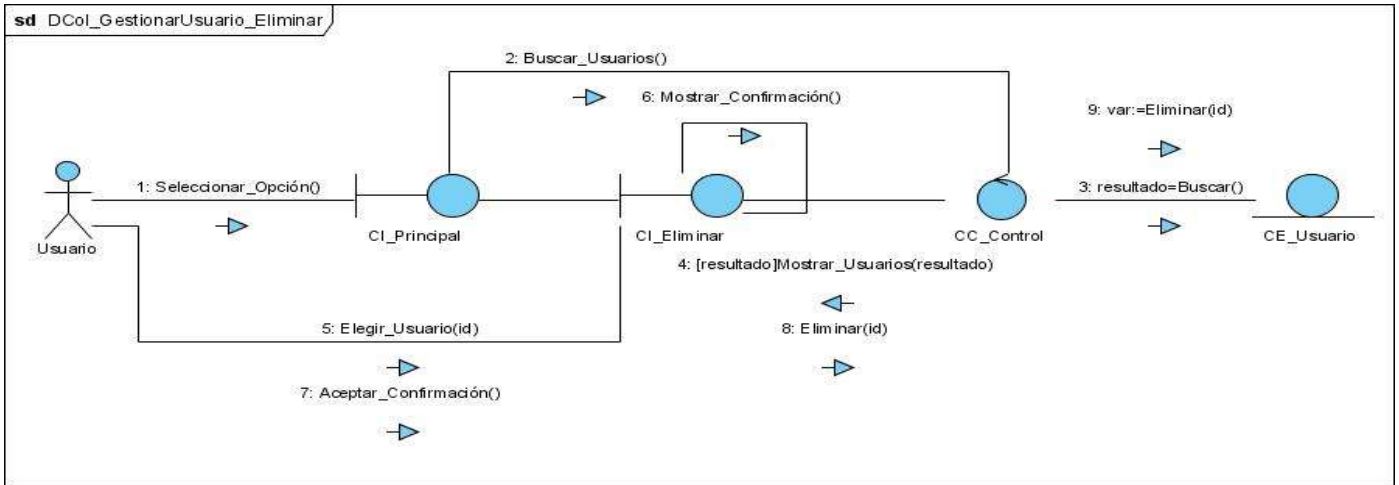 sd DCol_GestionarUsuario_Eliminar
2: Buscar_Usuarios()
6: Mostrar_Confirmación()
9: var:=Eliminar(id)
1: Seleccionar_Opción()
3: resultado=Buscar()
Usuario
CI_Principal
CI_Eliminar
CC_Control
CE_Usuario
4: [resultado]Mostrar_Usuarios(resultado)
5: Elegir_Usuario(id)
8: Eliminar(id)
7: Aceptar_Confirmación()